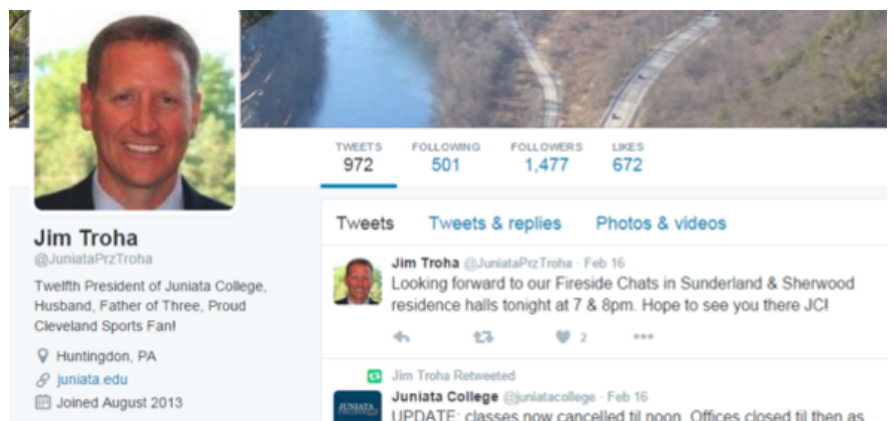 TWEETS
972
FOLLOWING
501
FOLLOWERS
1,477
LIKES
672
Jim Troha
@JuniataPrzTroha
Twelfth President of Juniata College,
Husband, Father of Three, Proud
Cleveland Sports Fan!
Huntingdon, PA
juniata.edu
Joined August 2013
Tweets Tweets & replies Photos & videos
Jim Troha @JuniataPrzTroha · Feb 16
Looking forward to our Fireside Chats in Sunderland & Sherwood
residence halls tonight at 7 & 8pm. Hope to see you there JC!
2
Jim Troha Retweeted
JUNIATA
Juniata College @juniatacollege · Feb 16
UPDATE: classes now cancelled til noon. Offices closed til then as